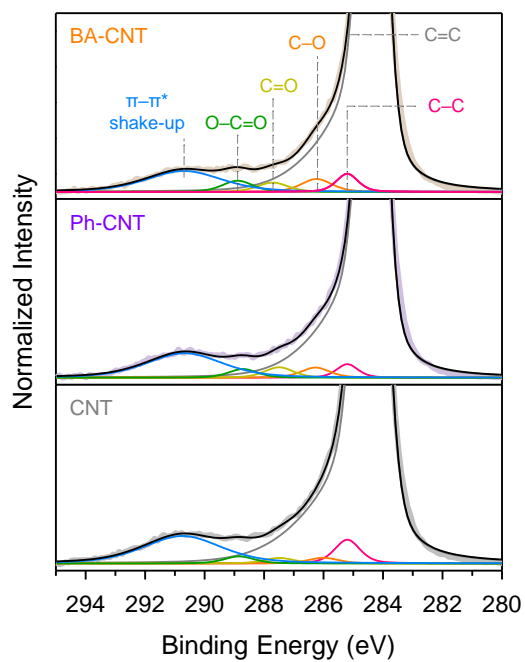 BA-CNT
C–O
C=C
C=O
π–π*
shake-up
O–C=O
C–C
Ph-CNT
CNT
Normalized Intensity
294 292 290 288 286 284 282 280
Binding Energy (eV)